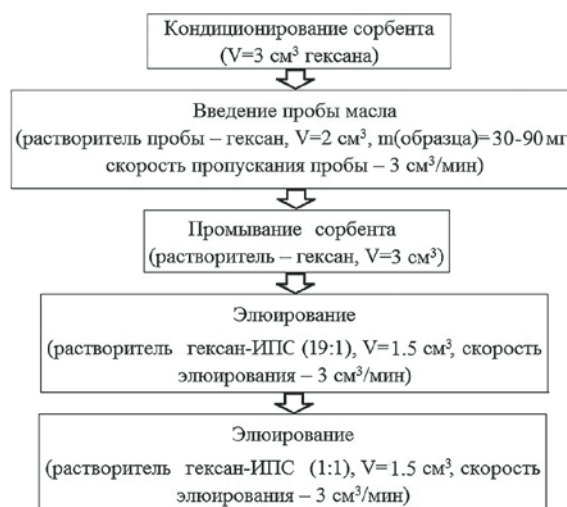 Кондиционирование сорбента
(V=3 см³ гексана)
Введение пробы масла
(растворитель пробы – гексан, V=2 см³, m(образца)= 30-90 мг
скорость пропускания пробы – 3 см³/мин)
Промывание сорбента
(растворитель – гексан, V=3 см³)
Элюирование
(растворитель гексан-ИПС (19:1), V=1.5 см³, скорость
элюирования – 3 см³/мин)
Элюирование
(растворитель гексан-ИПС (1:1), V=1.5 см³, скорость
элюирования – 3 см³/мин)